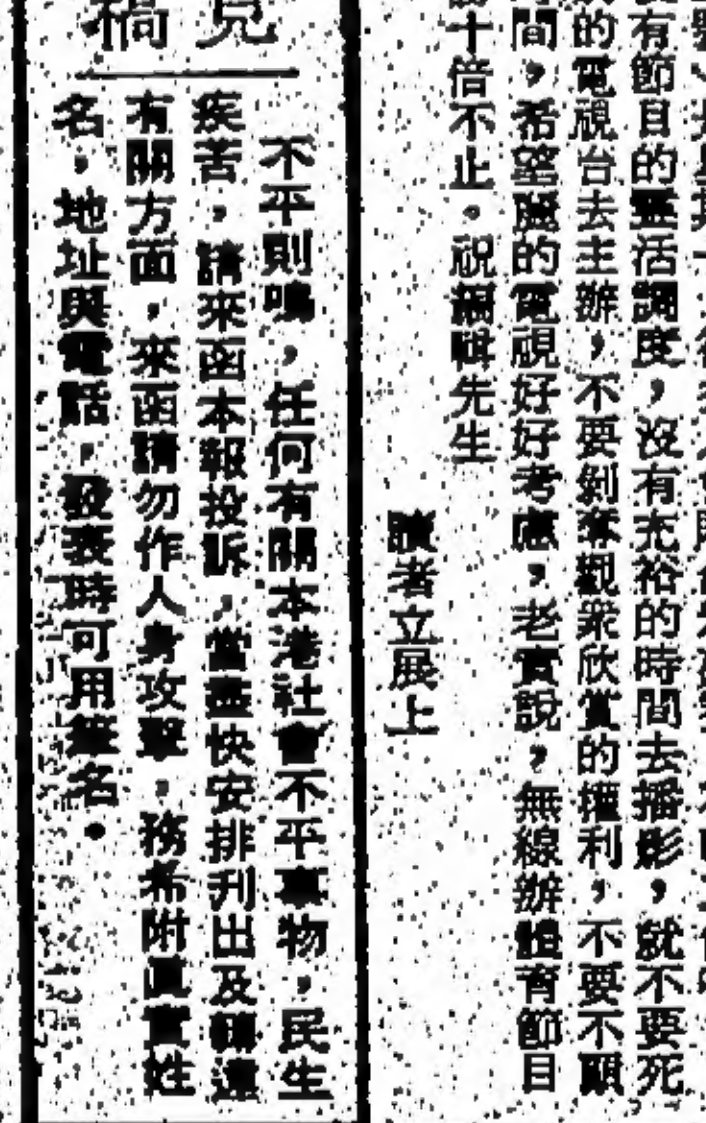 有節目的靈活調度，沒有充裕的時間去播影，就不要死
的電視台去主辦，不要剝奪觀衆欣賞的權利，不要不顧
間，希望麗的電視好好考慮，老實說，無線辦體育節目
十倍不止。祝編輯先生
讀者立展上
見
稿
不平則鳴，任何有關本港社會不平事物，民生
疾苦，請來函本報投訴，當盡快安排刋出及轉達
有關方面，來函請勿作人身攻擊，務希附眞實姓
名，地址與電話，發表時可用筆名。